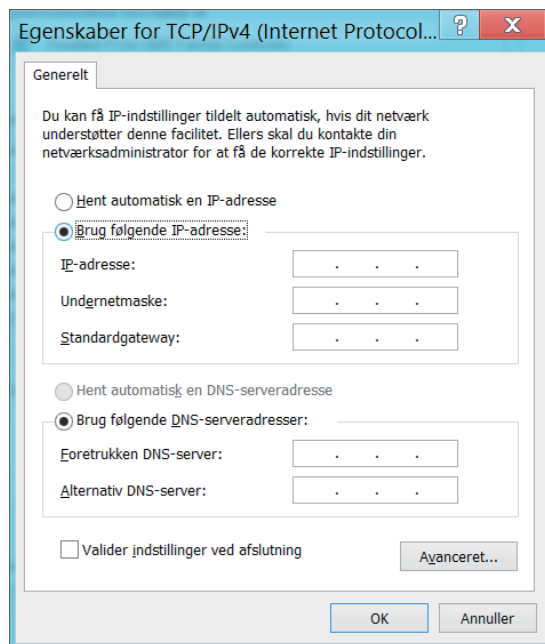 Egenskaber for TCP/IPv4 (Internet Protocol...
Generelt
Du kan få IP-indstillinger tildelt automatisk, hvis dit netværk
understøtter denne facilitet. Ellers skal du kontakte din
netværksadministrator for at få de korrekte IP-indstillinger.
Hent automatisk en IP-adresse
Brug følgende IP-adresse:
IP-adresse:
Undernetmaske:
Standardgateway:
Hent automatisk en DNS-serveradresse
Brug følgende DNS-serveradresser:
Foretrukken DNS-server:
Alternativ DNS-server:
Valider indstillinger ved afslutning
Avanceret...
OK Annuller